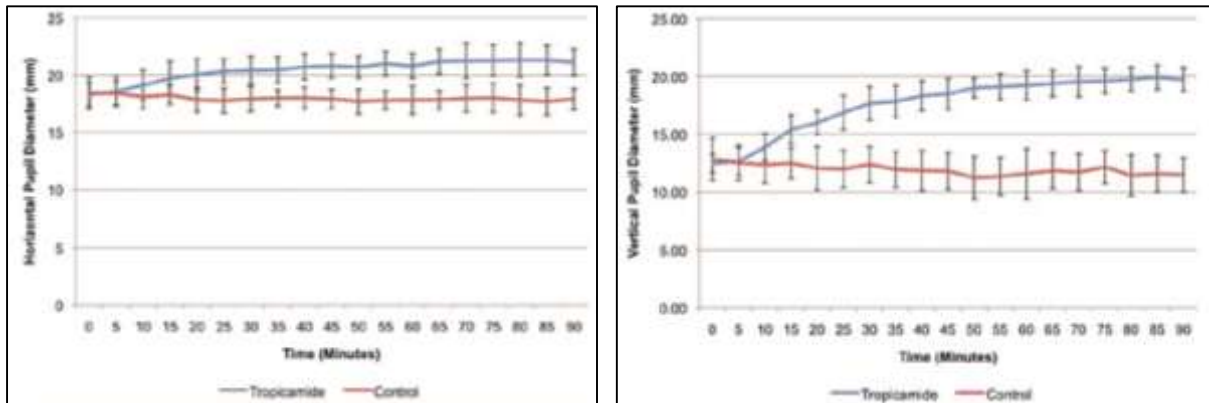 25
20
15
10
5
0
Horizontal Pupil Diameter (mm)
0 5 10 15 20 25 30 35 40 45 50 55 60 65 70 75 80 85 90
Time (Minutes)
Tropicamide Control
25.00
20.00
15.00
10.00
5.00
0.00
Vertical Pupil Diameter (mm)
0 5 10 15 20 25 30 35 40 45 50 55 60 65 70 75 80 85 90
Time (Minutes)
Tropicamide Control